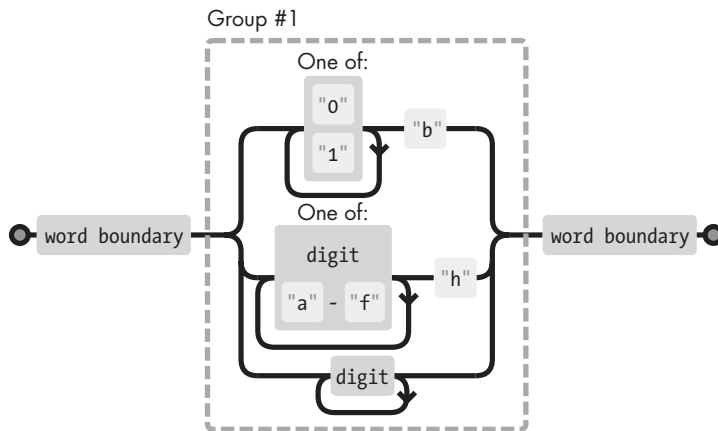 Group #1
One of:
"0"
"1"
"b"
word boundary
One of:
digit
"a" - "f"
"h"
digit
word boundary